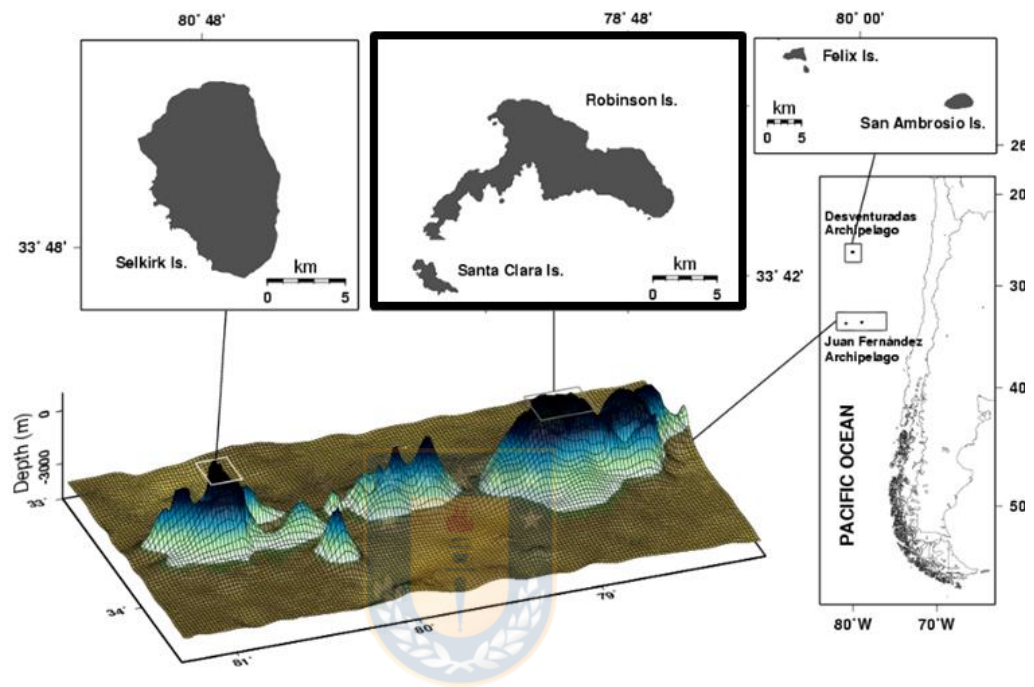 80° 48'
78° 48'
80° 00'
Felix Is.
km
0 5
San Ambrosio Is.
26
Robinson Is.
Santa Clara Is.
km
0 5
33° 42'
33° 48'
Selkirk Is.
km
0 5
20
Desventuradas
Archipelago
30
Juan Fernández
Archipelago
40
50
PACIFIC OCEAN
80°W 70°W
Depth (m)
0
-3000
33°
34°
81°
80°
79°